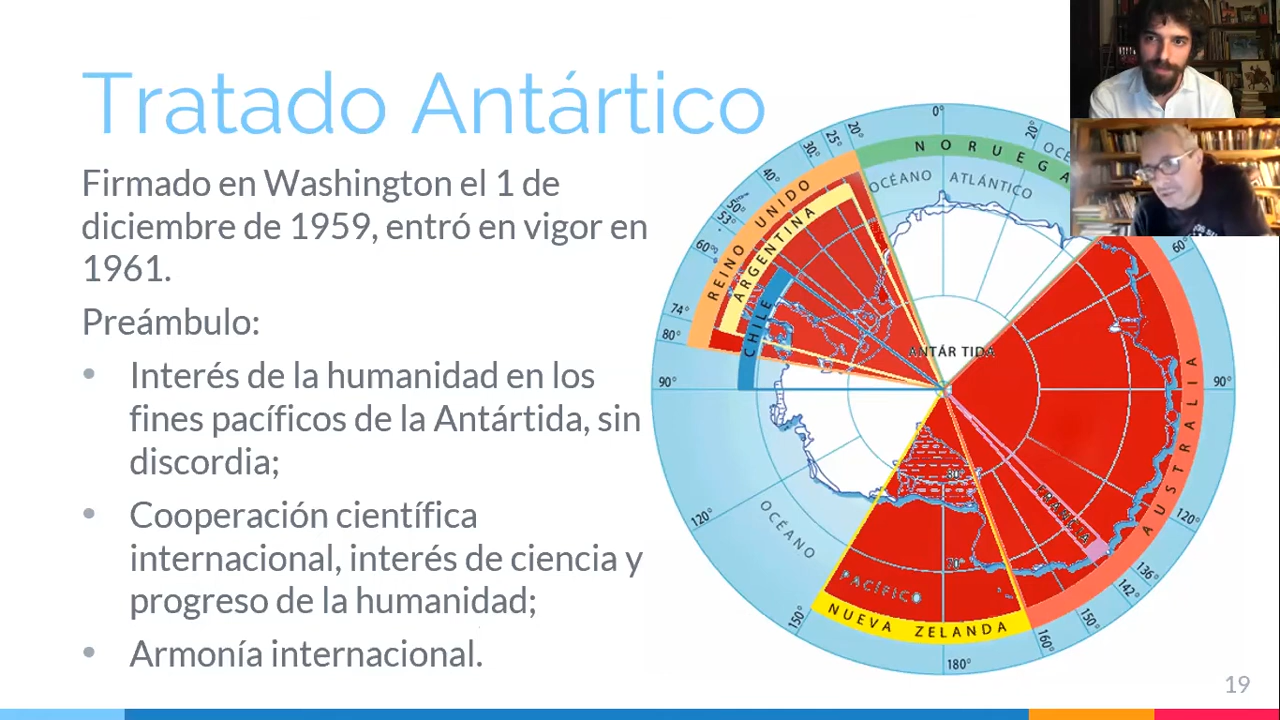 Tratado Antártico
Firmado en Washington el 1 de
diciembre de 1959, entró en vigor en
1961.
Preámbulo:
• Interés de la humanidad en los
fines pacíficos de la Antártida, sin
discordia;
• Cooperación científica
internacional, interés de ciencia y
progreso de la humanidad;
• Armonía internacional.
0°
20°
20°
25°
30°
40°
50°
53°
60°
74°
80°
90°
120°
150°
180°
160°
150°
142°
136°
120°
90°
60°
NORUEGA
OCÉANO ATLÁNTICO
REINO UNIDO
ARGENTINA
CHILE
ANTÁR TIDA
AUSTRALIA
FRANCIA
80°
70°
OCÉANO
PACÍFICO
NUEVA ZELANDA
19